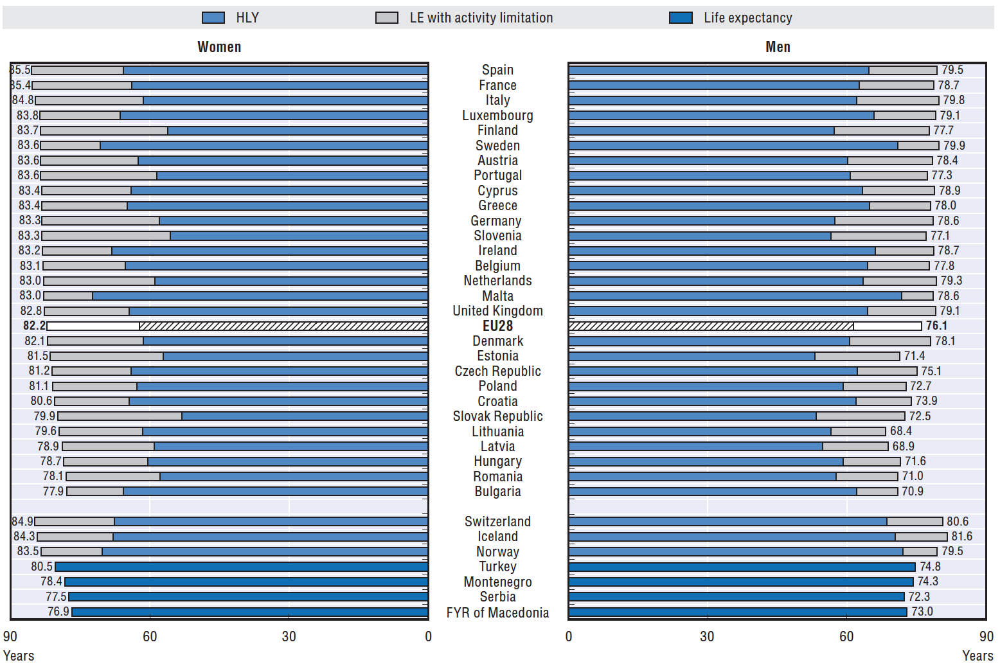 HLY LE with activity limitation Life expectancy
Women Men
85.5 Spain 79.5
85.4 France 78.7
84.8 Italy 79.8
83.8 Luxembourg 79.1
83.7 Finland 77.7
83.6 Sweden 79.9
83.6 Austria 78.4
83.6 Portugal 77.3
83.4 Cyprus 78.9
83.4 Greece 78.0
83.3 Germany 78.6
83.3 Slovenia 77.1
83.2 Ireland 78.7
83.1 Belgium 77.8
83.0 Netherlands 79.3
83.0 Malta 78.6
82.8 United Kingdom 79.1
82.2 EU28 76.1
82.1 Denmark 78.1
81.5 Estonia 71.4
81.2 Czech Republic 75.1
81.1 Poland 72.7
80.6 Croatia 73.9
79.9 Slovak Republic 72.5
79.6 Lithuania 68.4
78.9 Latvia 68.9
78.7 Hungary 71.6
78.1 Romania 71.0
77.9 Bulgaria 70.9
84.9 Switzerland 80.6
84.3 Iceland 81.6
83.5 Norway 79.5
80.5 Turkey 74.8
78.4 Montenegro 74.3
77.5 Serbia 72.3
76.9 FYR of Macedonia 73.0
90 60 30 0 0 30 60 90
Years Years